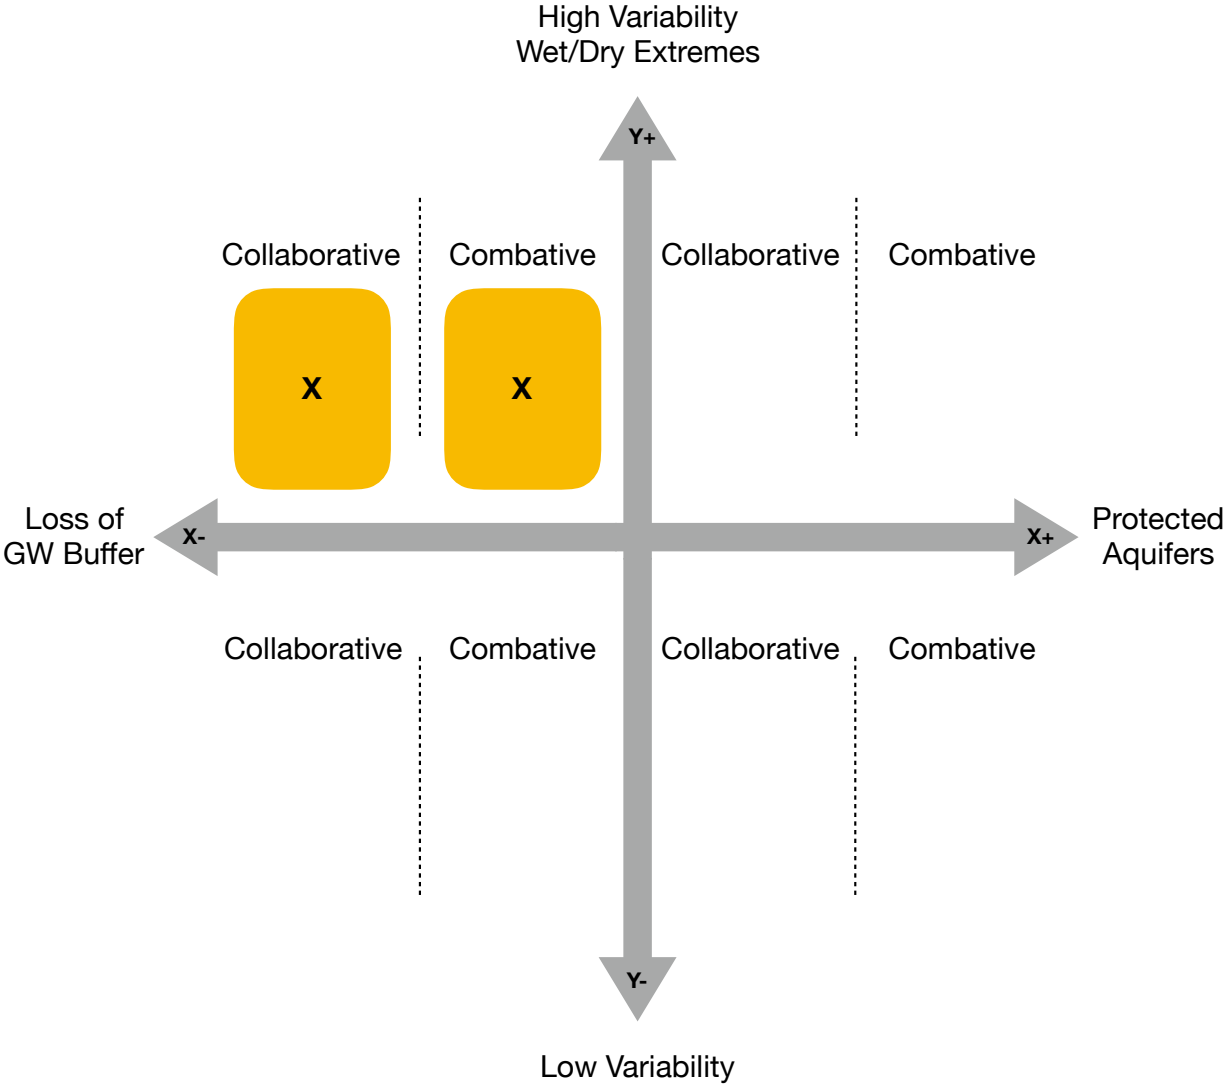 High Variability
Wet/Dry Extremes
Y+
Collaborative
Combative
Collaborative
Combative
X
X
Loss of
GW Buffer
X-
X+
Protected
Aquifers
Collaborative
Combative
Collaborative
Combative
Y-
Low Variability